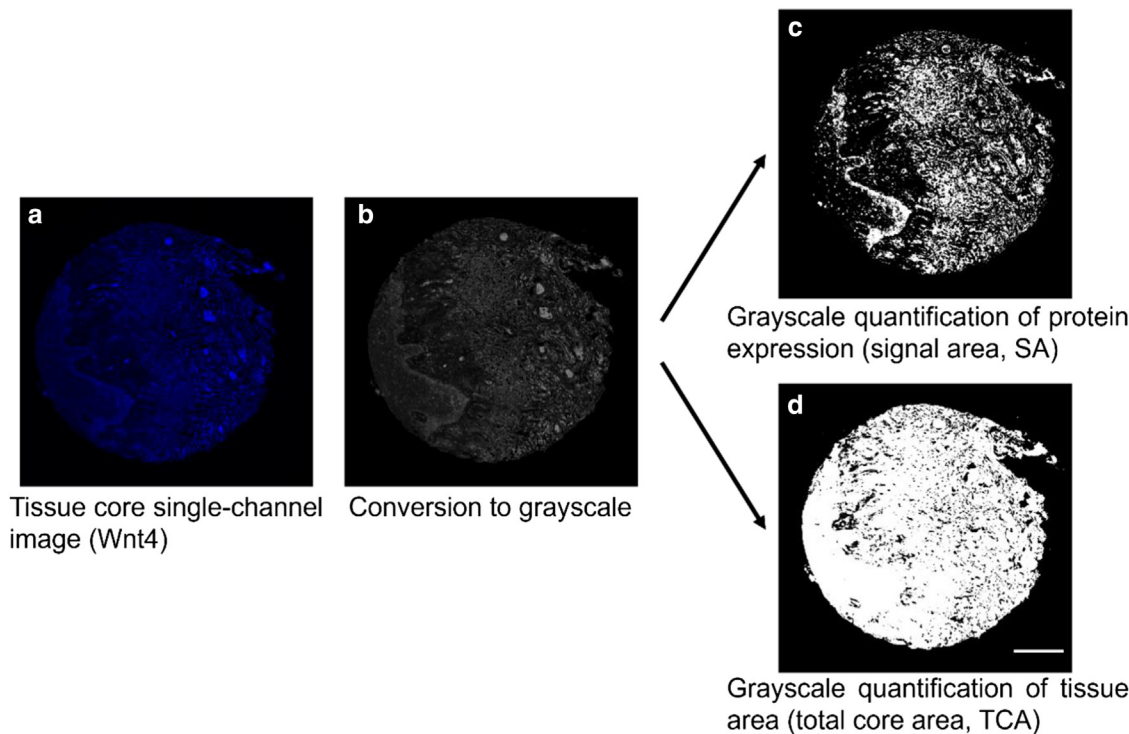 a
Tissue core single-channel
image (Wnt4)
b
Conversion to grayscale
c
Grayscale quantification of protein
expression (signal area, SA)
d
Grayscale quantification of tissue
area (total core area, TCA)